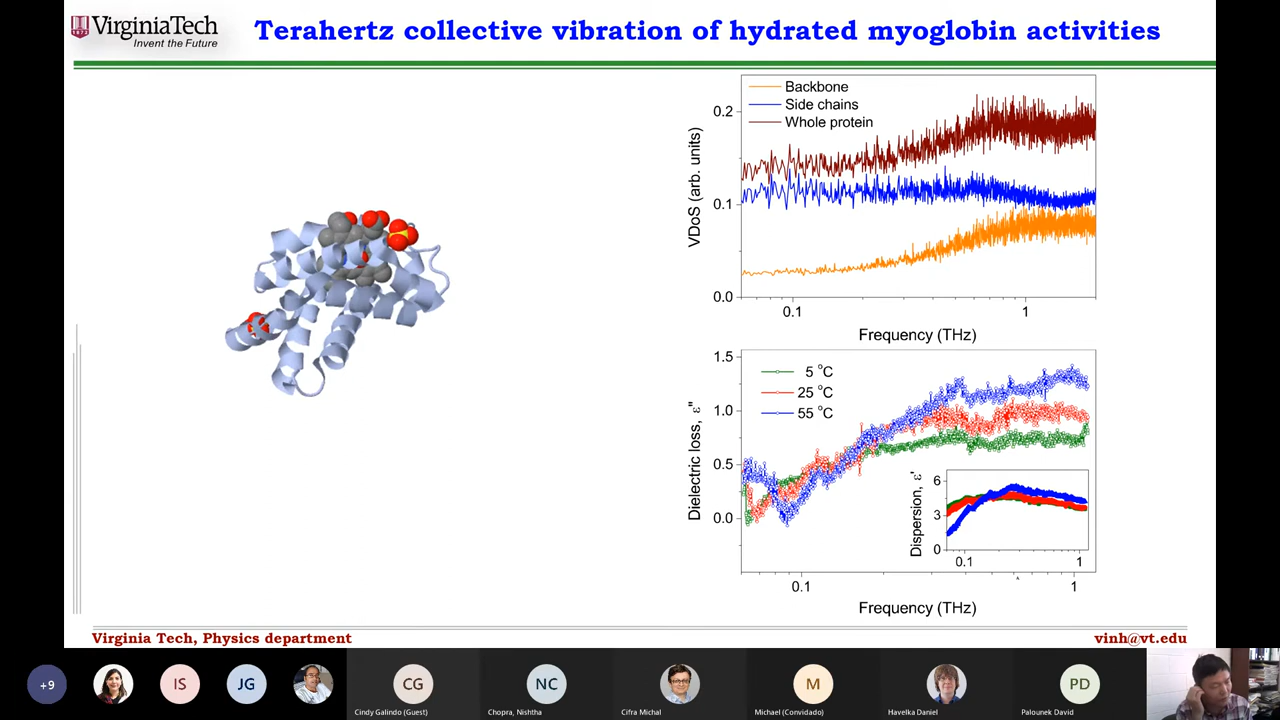 VirginiaTech
Invent the Future
Terahertz collective vibration of hydrated myoglobin activities
Backbone
Side chains
Whole protein
0.2
0.1
0.0
VDoS (arb. units)
0.1
1
Frequency (THz)
1.5
1.0
0.5
0.0
Dielectric loss, ε"
5 °C
25 °C
55 °C
Dispersion, ε'
6
3
0
0.1
1
0.1
1
Frequency (THz)
Virginia Tech, Physics department
vinh@vt.edu
+9
IS
JG
CG
Cindy Galindo (Guest)
NC
Chopra, Nishtha
Cifra Michal
M
Michael (Convidado)
Havelka Daniel
PD
Palounek David